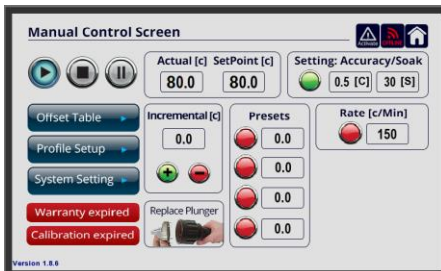 Manual Control Screen
Activate
OFFLINE
Actual [c] SetPoint [c]
80.0 80.0
Setting: Accuracy/Soak
0.5 [C] 30 [S]
Offset Table
Profile Setup
System Setting
Incremental [c]
0.0
Presets
0.0
0.0
0.0
0.0
Rate [c/Min]
150
Warranty expired
Calibration expired
Replace Plunger
Version 1.8.6